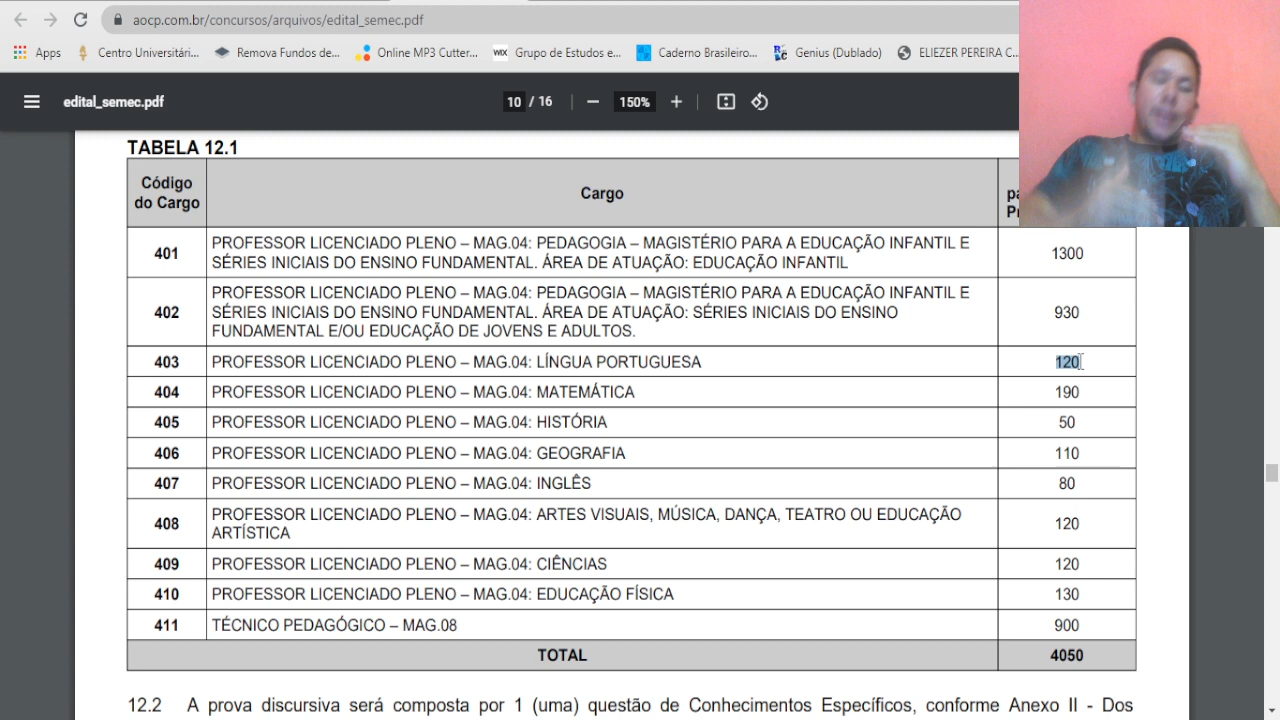 aocp.com.br/concursos/arquivos/edital_semec.pdf
Apps Centro Universitári... Remova Fundos de... Online MP3 Cutter... WIX Grupo de Estudos e... Caderno Brasileiro... Genius (Dublado) ELIEZER PEREIRA C...
edital_semec.pdf 10 / 16 150%
TABELA 12.1
Código do Cargo
Cargo
401 PROFESSOR LICENCIADO PLENO – MAG.04: PEDAGOGIA – MAGISTÉRIO PARA A EDUCAÇÃO INFANTIL E
SÉRIES INICIAIS DO ENSINO FUNDAMENTAL. ÁREA DE ATUAÇÃO: EDUCAÇÃO INFANTIL 1300
402 PROFESSOR LICENCIADO PLENO – MAG.04: PEDAGOGIA – MAGISTÉRIO PARA A EDUCAÇÃO INFANTIL E
SÉRIES INICIAIS DO ENSINO FUNDAMENTAL. ÁREA DE ATUAÇÃO: SÉRIES INICIAIS DO ENSINO
FUNDAMENTAL E/OU EDUCAÇÃO DE JOVENS E ADULTOS. 930
403 PROFESSOR LICENCIADO PLENO – MAG.04: LÍNGUA PORTUGUESA 120
404 PROFESSOR LICENCIADO PLENO – MAG.04: MATEMÁTICA 190
405 PROFESSOR LICENCIADO PLENO – MAG.04: HISTÓRIA 50
406 PROFESSOR LICENCIADO PLENO – MAG.04: GEOGRAFIA 110
407 PROFESSOR LICENCIADO PLENO – MAG.04: INGLÊS 80
408 PROFESSOR LICENCIADO PLENO – MAG.04: ARTES VISUAIS, MÚSICA, DANÇA, TEATRO OU EDUCAÇÃO
ARTÍSTICA 120
409 PROFESSOR LICENCIADO PLENO – MAG.04: CIÊNCIAS 120
410 PROFESSOR LICENCIADO PLENO – MAG.04: EDUCAÇÃO FÍSICA 130
411 TÉCNICO PEDAGÓGICO – MAG.08 900
TOTAL 4050
12.2 A prova discursiva será composta por 1 (uma) questão de Conhecimentos Específicos, conforme Anexo II - Dos